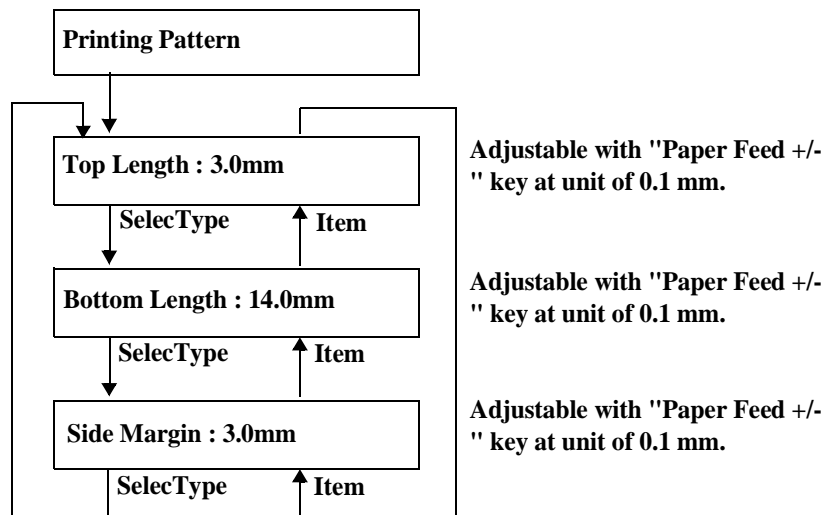 Printing Pattern
Top Length : 3.0mm
Adjustable with "Paper Feed +/-
" key at unit of 0.1 mm.
SelecType
Item
Bottom Length : 14.0mm
Adjustable with "Paper Feed +/-
" key at unit of 0.1 mm.
SelecType
Item
Side Margin : 3.0mm
Adjustable with "Paper Feed +/-
" key at unit of 0.1 mm.
SelecType
Item